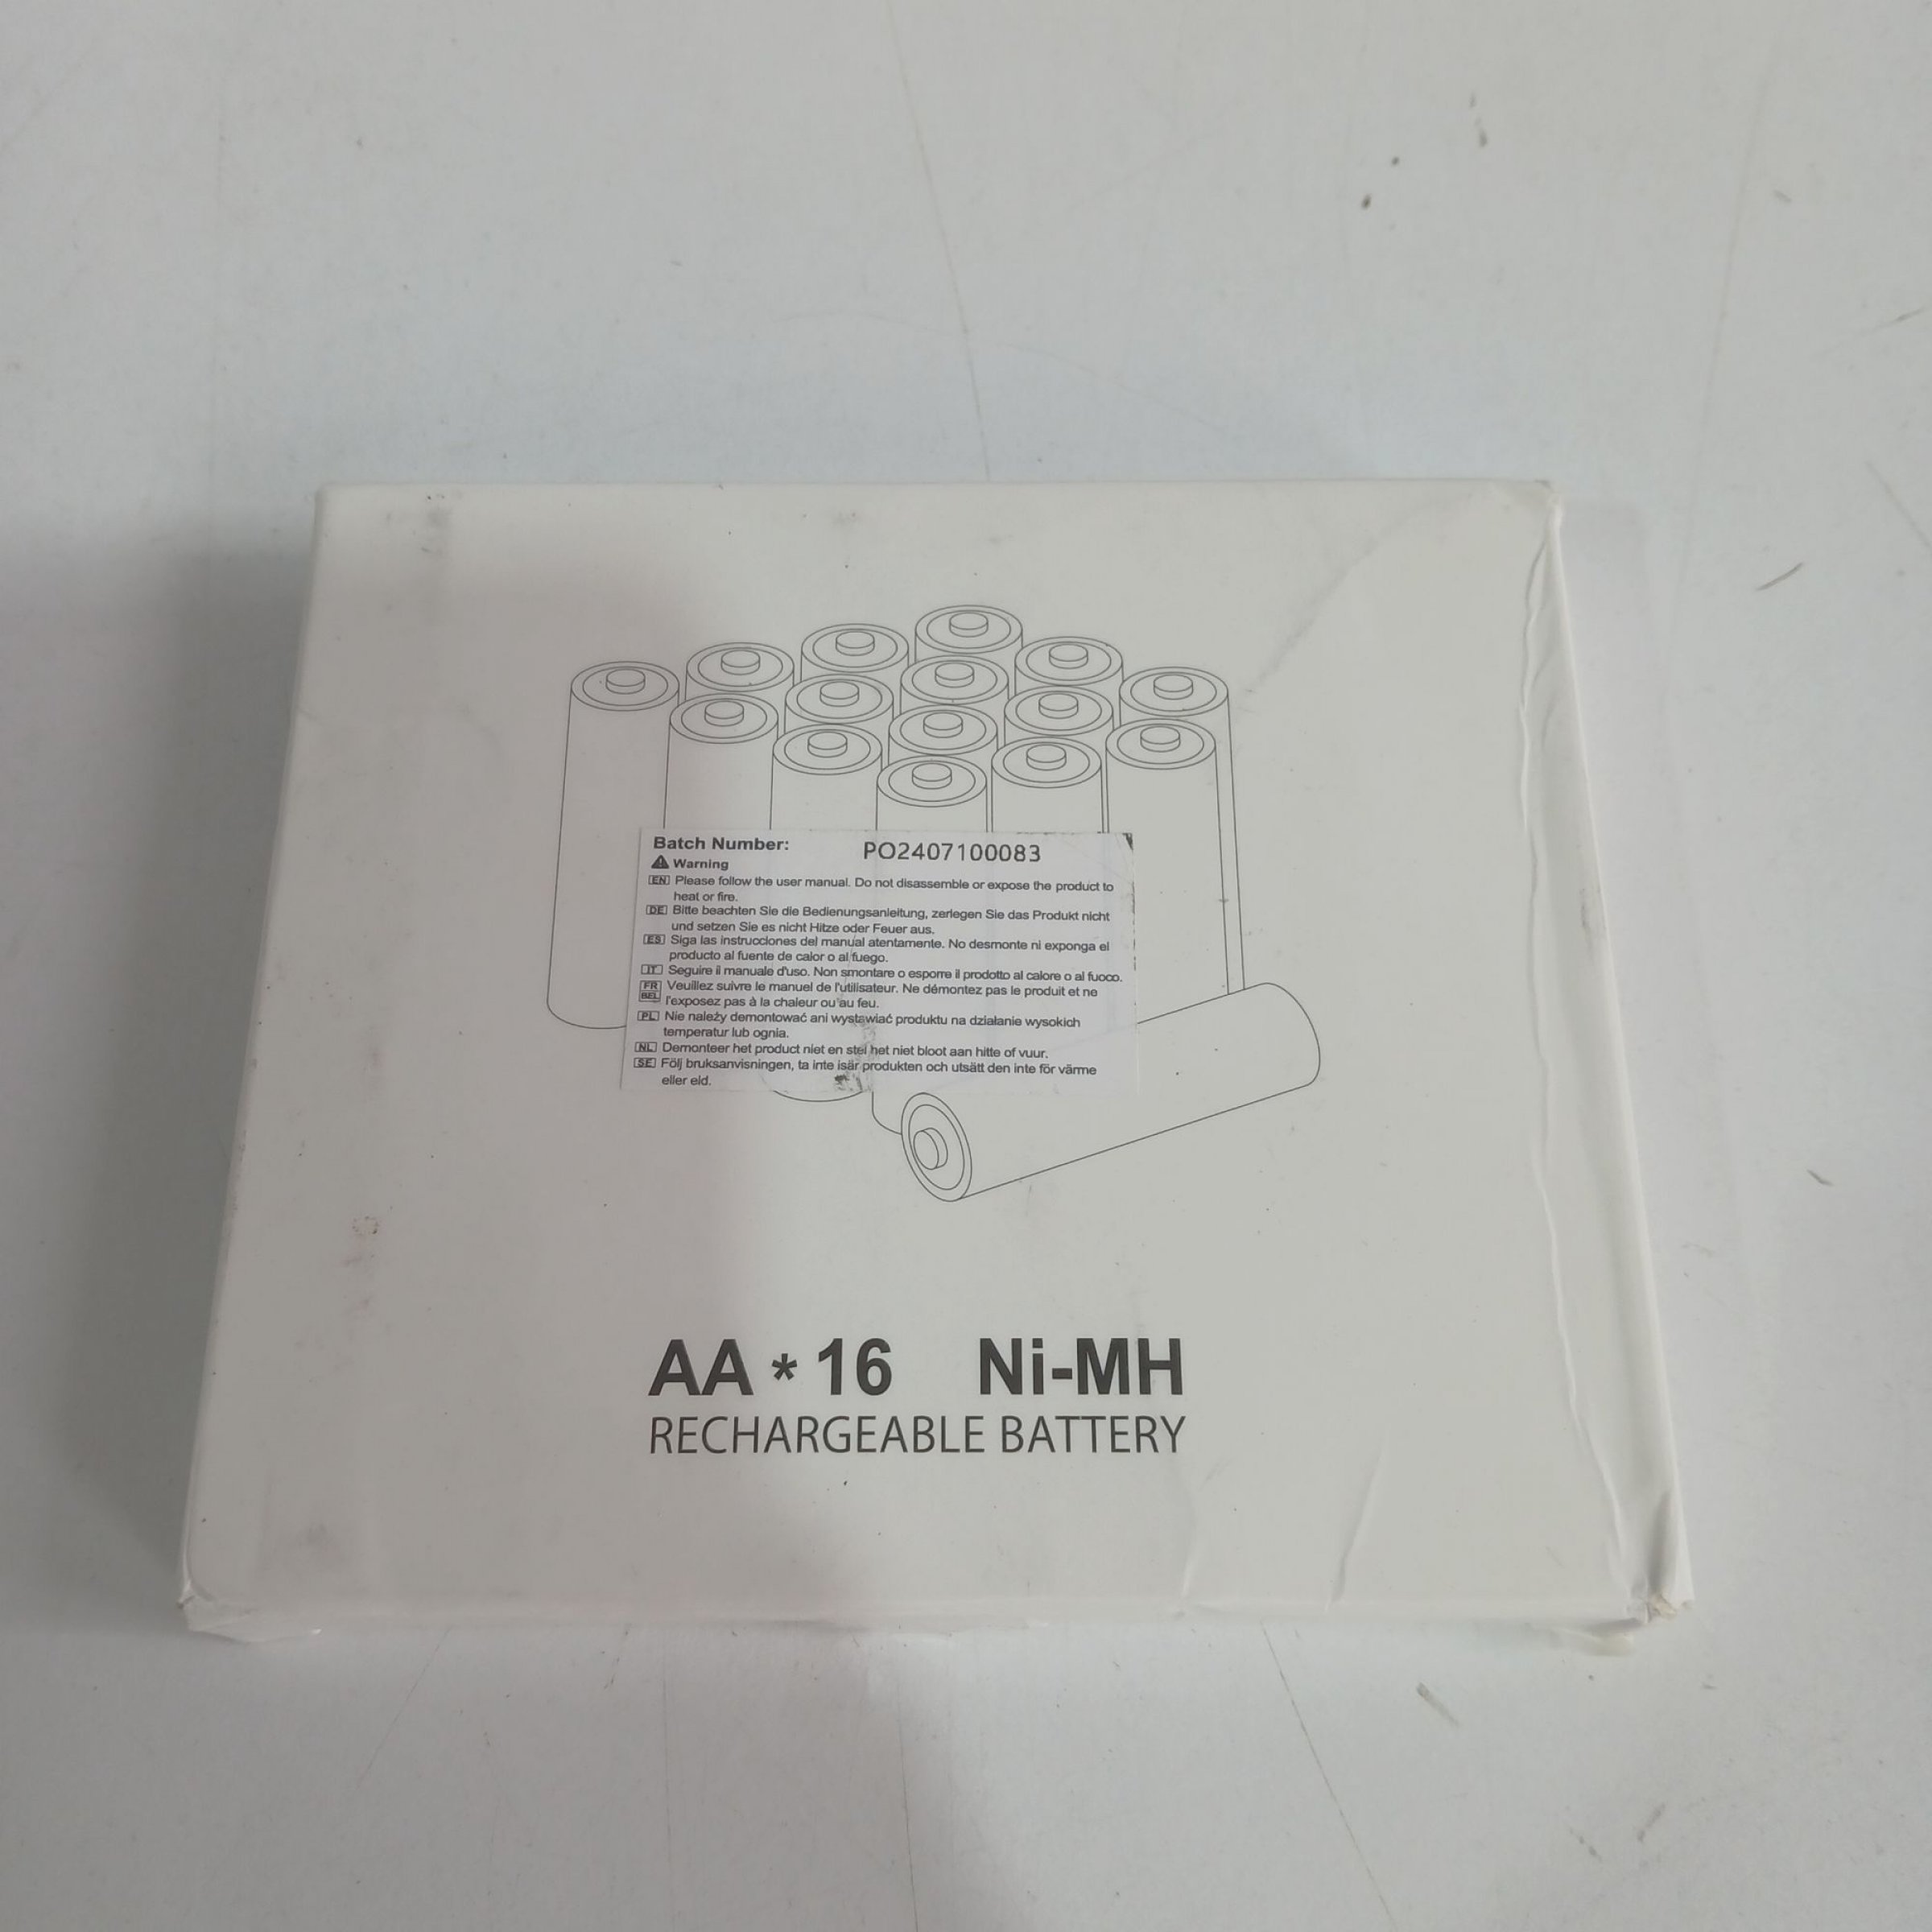 Batch Number: PO2407100083
Warning
EN Please follow the user manual. Do not disassemble or expose the product to
heat or fire.
DE Bitte beachten Sie die Bedienungsanleitung, zerlegen Sie das Produkt nicht
und setzen Sie es nicht Hitze oder Feuer aus.
ES Siga las instrucciones del manual atentamente. No desmonte ni exponga el
producto al fuente de calor o al fuego.
IT Seguire il manuale d'uso. Non smontare o esporre il prodotto al calore o al fuoco.
FR Veuillez suivre le manuel de l'utilisateur. Ne démontez pas le produit et ne
BEL l'exposez pas à la chaleur ou au feu.
PL Nie należy demontować ani wystawiać produktu na działanie wysokich
temperatur lub ognia.
NL Demonteer het product niet en stel het niet bloot aan hitte of vuur.
SE Följ bruksanvisningen, ta inte isär produkten och utsätt den inte för värme
eller eld.
AA * 16 Ni-MH
RECHARGEABLE BATTERY